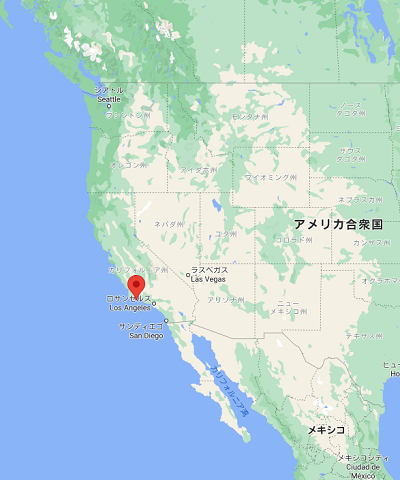 シアトル
Seattle
ワシントン州
モンタナ州
ノース
ダコタ州
オレゴン州
アイダホ州
サウス
ダコタ州
ワイオミング州
ネブラスカ州
ネバダ州
ユタ州
コロラド州
アメリカ合衆国
カンザス州
カリフォルニア州
ラスベガス
Las Vegas
オクラホマ
ロサンゼルス
Los Angeles
アリゾナ州
ニュー
メキシコ州
サンディエゴ
San Diego
テキサス州
ヒュー
Ho
カリフォルニア湾
メキシコ
メキシコシティ
Ciudad de
México